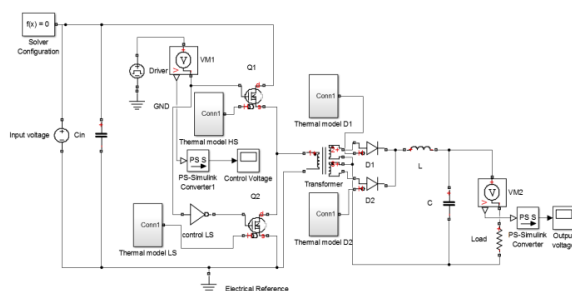 f(x) = 0
Solver
Configuration
V
VM1
Driver
Q1
GND
Conn1
Thermal model HS
Conn1
Thermal model D1
Input voltage
Cin
PS S
PS-Simulink
Converter1
Control Voltage
D1
L
Transformer
D2
V
VM2
Q2
Conn1
Thermal model LS
control LS
Conn1
Thermal model D2
C
Load
PS S
PS-Simulink
Converter
Output
voltage
Electrical Reference